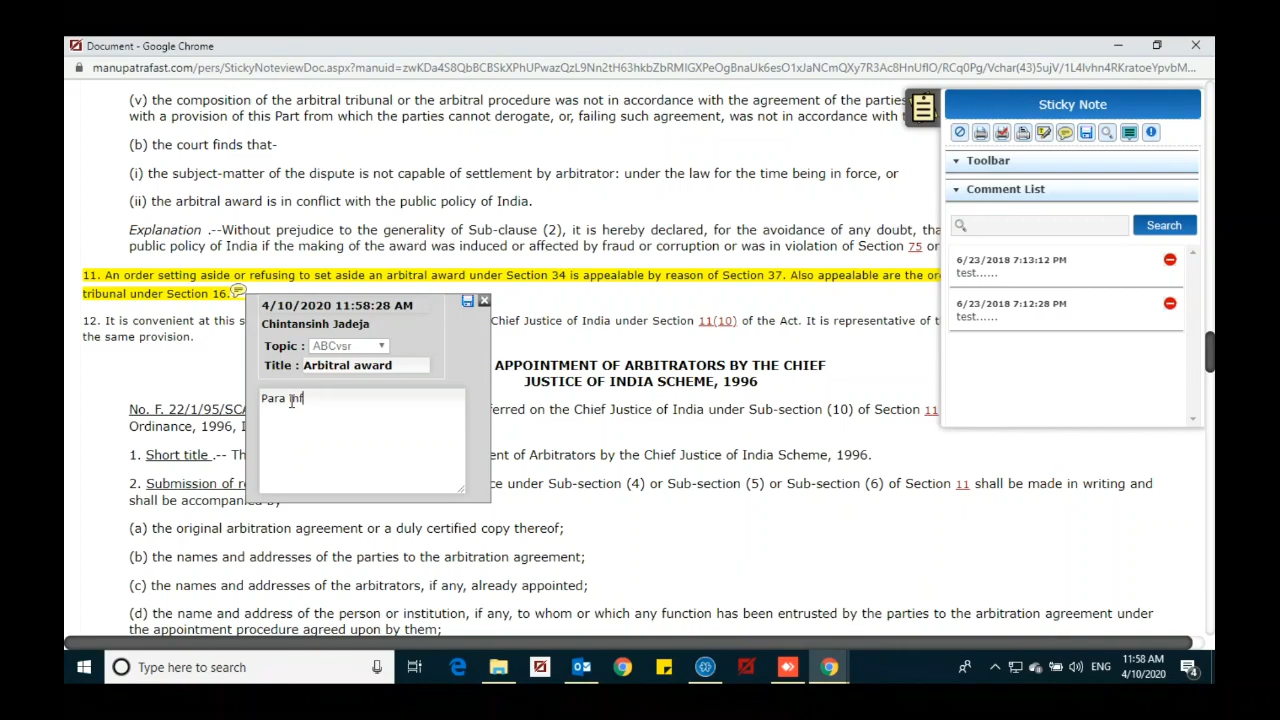 Document - Google Chrome
manupatrafast.com/pers/StickyNoteviewDoc.aspx?manuid=
(v) the composition of the arbitral tribunal or the arbitral procedure was not in accordance with the agreement of the parties
with a provision of this Part from which the parties cannot derogate, or, failing such agreement, was not in accordance with
(b) the court finds that-
(i) the subject-matter of the dispute is not capable of settlement by arbitrator: under the law for the time being in force, or
(ii) the arbitral award is in conflict with the public policy of India.
Explanation .--Without prejudice to the generality of Sub-clause (2), it is hereby declared, for the avoidance of any doubt,
public policy of India if the making of the award was induced or affected by fraud or corruption or was in violation of Section 75 or
11. An order setting aside or refusing to set aside an arbitral award under Section 34 is appealable by reason of Section 37. Also appealable are the
tribunal under Section 16.
12. It is convenient at this
Chief Justice of India under Section 11(10) of the Act. It is representative of
the same provision.
APPOINTMENT OF ARBITRATORS BY THE CHIEF
JUSTICE OF INDIA SCHEME, 1996
No. F. 22/1/95/
ferred on the Chief Justice of India under Sub-section (10) of Section 11
Ordinance, 1996,
1. Short title .--
ent of Arbitrators by the Chief Justice of India Scheme, 1996.
2. Submission of
ce under Sub-section (4) or Sub-section (5) or Sub-section (6) of Section 11 shall be made in writing and
shall be accompanied by
(a) the original arbitration agreement or a duly certified copy thereof;
(b) the names and addresses of the parties to the arbitration agreement;
(c) the names and addresses of the arbitrators, if any, already appointed;
(d) the name and address of the person or institution, if any, to whom or which any function has been entrusted by the parties to the arbitration agreement under
the appointment procedure agreed upon by them;
4/10/2020 11:58:28 AM
Chintansinh Jadeja
Topic : ABCvsr
Title : Arbitral award
Para Inf
Sticky Note
Toolbar
Comment List
Search
6/23/2018 7:13:12 PM
test......
6/23/2018 7:12:28 PM
test......
Type here to search
ENG
11:58 AM
4/10/2020
4